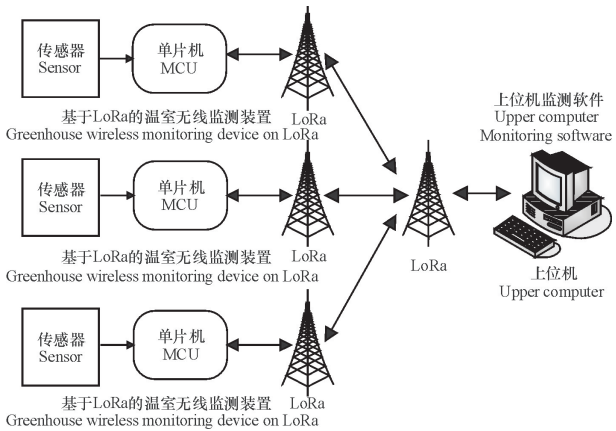 传感器
Sensor
单片机
MCU
LoRa
基于LoRa的温室无线监测装置
Greenhouse wireless monitoring device on LoRa
传感器
Sensor
单片机
MCU
LoRa
基于LoRa的温室无线监测装置
Greenhouse wireless monitoring device on LoRa
传感器
Sensor
单片机
MCU
LoRa
基于LoRa的温室无线监测装置
Greenhouse wireless monitoring device on LoRa
LoRa
上位机监测软件
Upper computer
Monitoring software
上位机
Upper computer